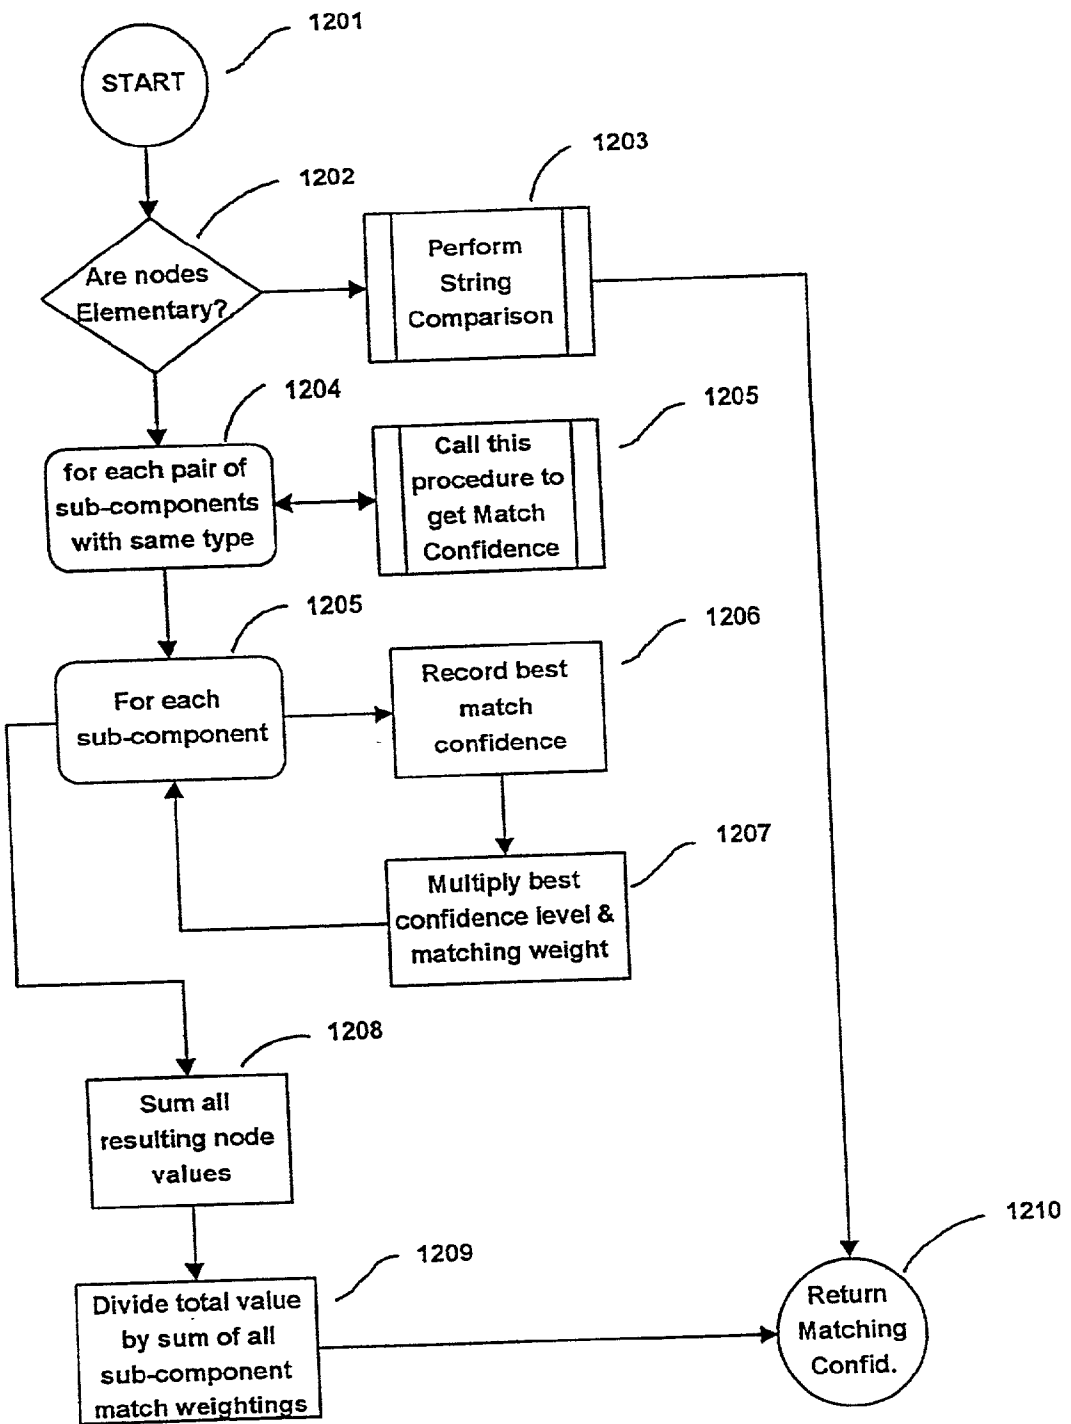 1201
START
1202
Are nodes
Elementary?
1203
Perform
String
Comparison
1204
for each pair of
sub-components
with same type
1205
Call this
procedure to
get Match
Confidence
1205
For each
sub-component
1206
Record best
match
confidence
1207
Multiply best
confidence level &
matching weight
1208
Sum all
resulting node
values
1209
Divide total value
by sum of all
sub-component
match weightings
1210
Return
Matching
Confid.